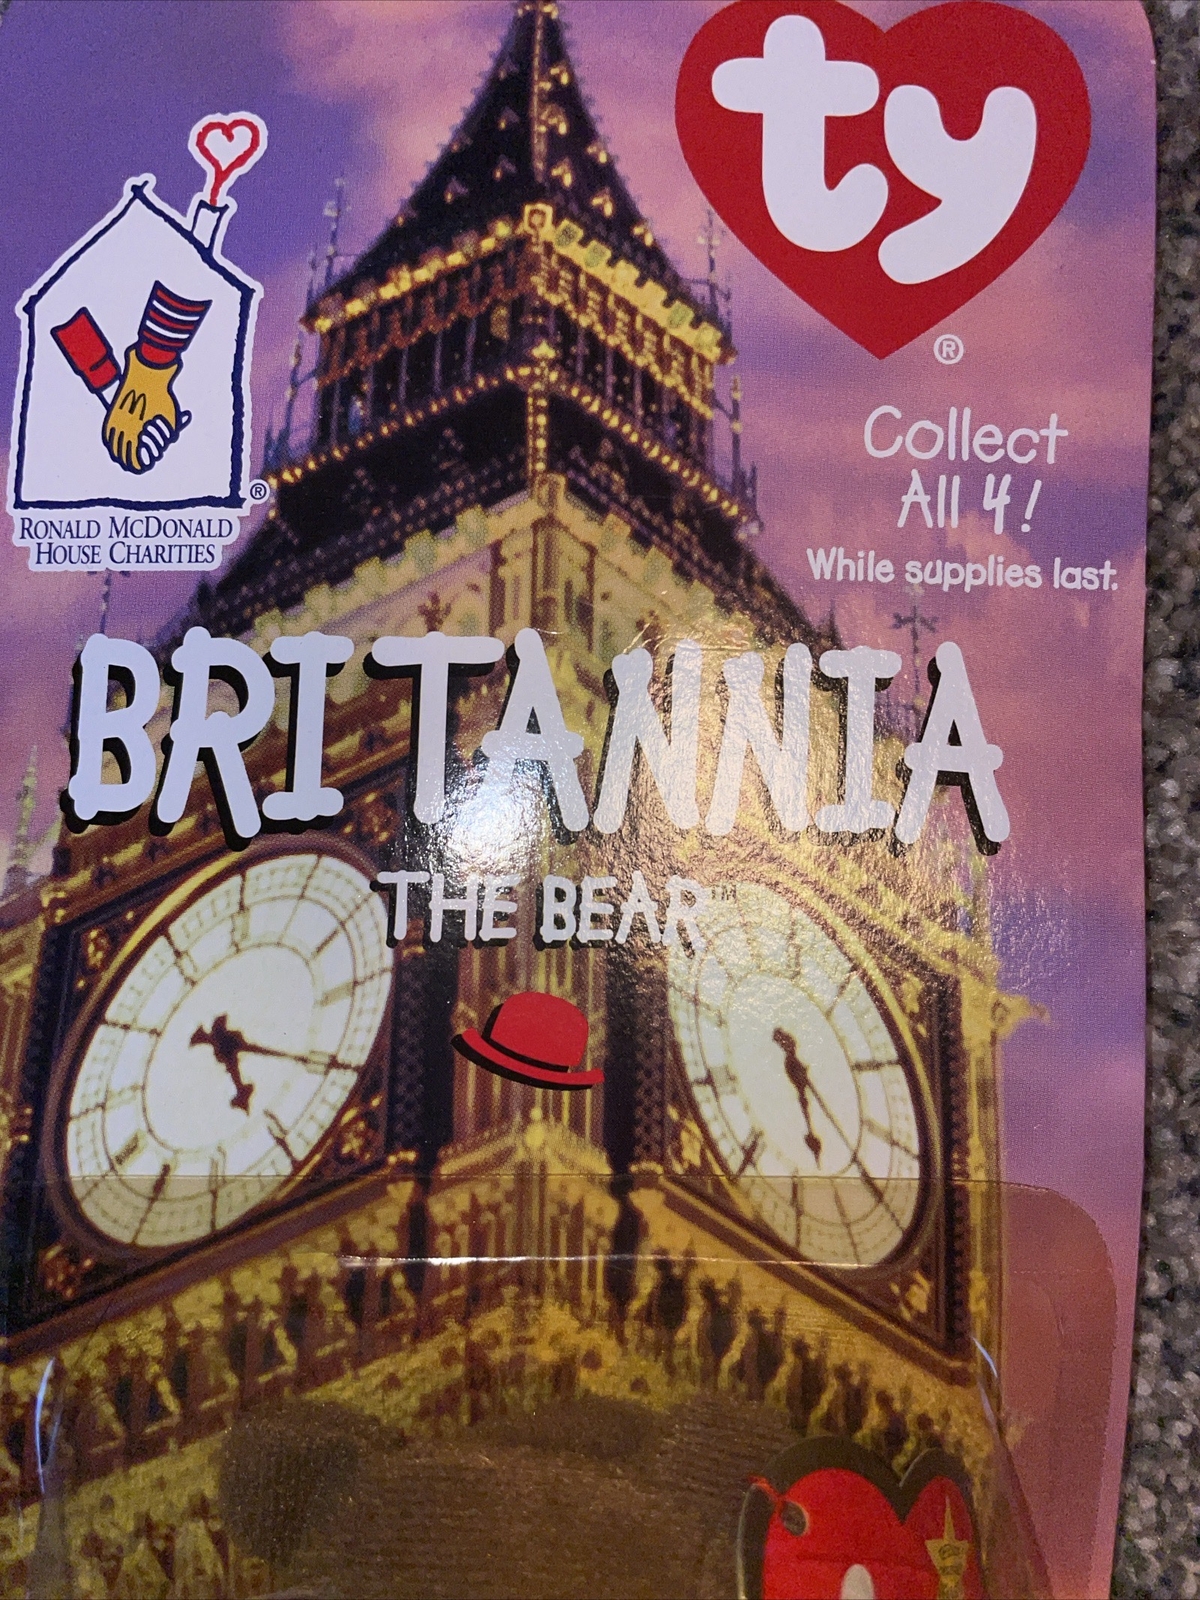 ty
®
Collect
All 4!
While supplies last.
®
RONALD MCDONALD
HOUSE CHARITIES
BRITANNIA
THE BEAR™